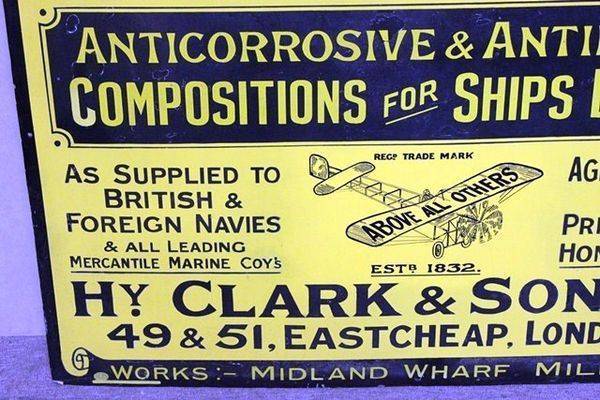 ANTICORROSIVE & ANTI
COMPOSITIONS FOR SHIPS
AS SUPPLIED TO
BRITISH &
FOREIGN NAVIES
& ALL LEADING
MERCANTILE MARINE COY'S
REGD TRADE MARK
ABOVE ALL OTHERS
ESTD 1832.
HY. CLARK & SON
49 & 51, EASTCHEAP, LOND
WORKS:- MIDLAND WHARF MIL